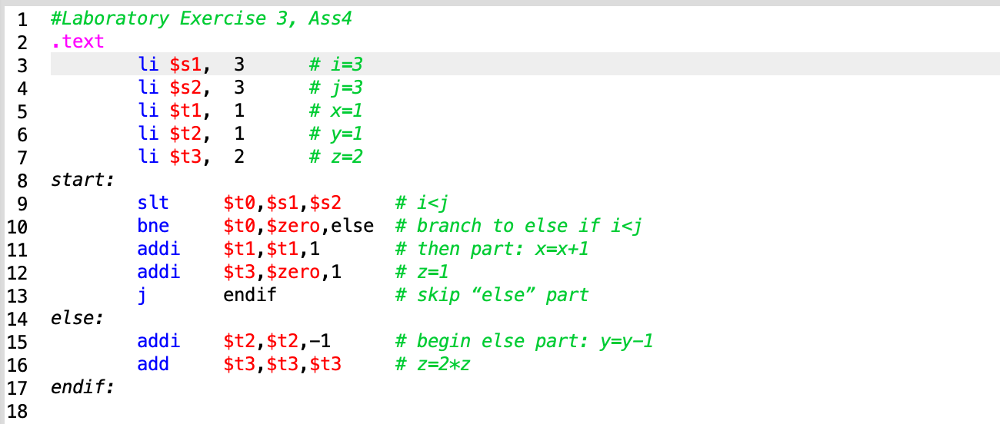 1 #Laboratory Exercise 3, Ass4
2 .text
3 li $s1, 3 # i=3
4 li $s2, 3 # j=3
5 li $t1, 1 # x=1
6 li $t2, 1 # y=1
7 li $t3, 2 # z=2
8 start:
9 slt $t0,$s1,$s2 # i<j
10 bne $t0,$zero,else # branch to else if i<j
11 addi $t1,$t1,1 # then part: x=x+1
12 addi $t3,$zero,1 # z=1
13 j endif # skip “else” part
14 else:
15 addi $t2,$t2,-1 # begin else part: y=y-1
16 add $t3,$t3,$t3 # z=2*z
17 endif:
18